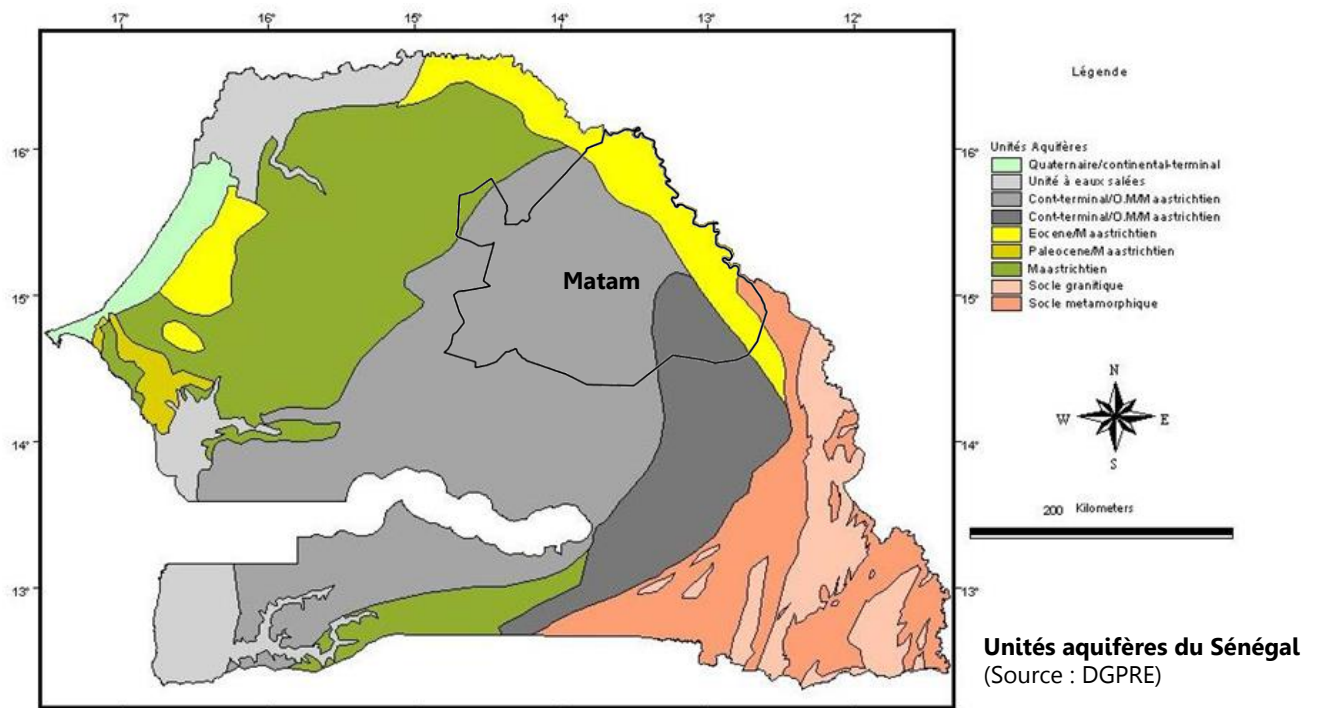 17° 16° 15° 14° 13° 12°
Légende
16° 16°
Unités Aquifères
Quaternaire/continental-terminal
Unité à eaux salées
Cont-terminal/O.M/Maastrichtien
Cont-terminal/O.M/Maastrichtien
Eocene/Maastrichtien
Paleocene/Maastrichtien
Maastrichtien
Socle granitique
Socle metamorphique
Matam
15° 15°
N
W E
S
14° 14°
200 Kilometers
13° 13°
Unités aquifères du Sénégal
(Source : DGPRE)